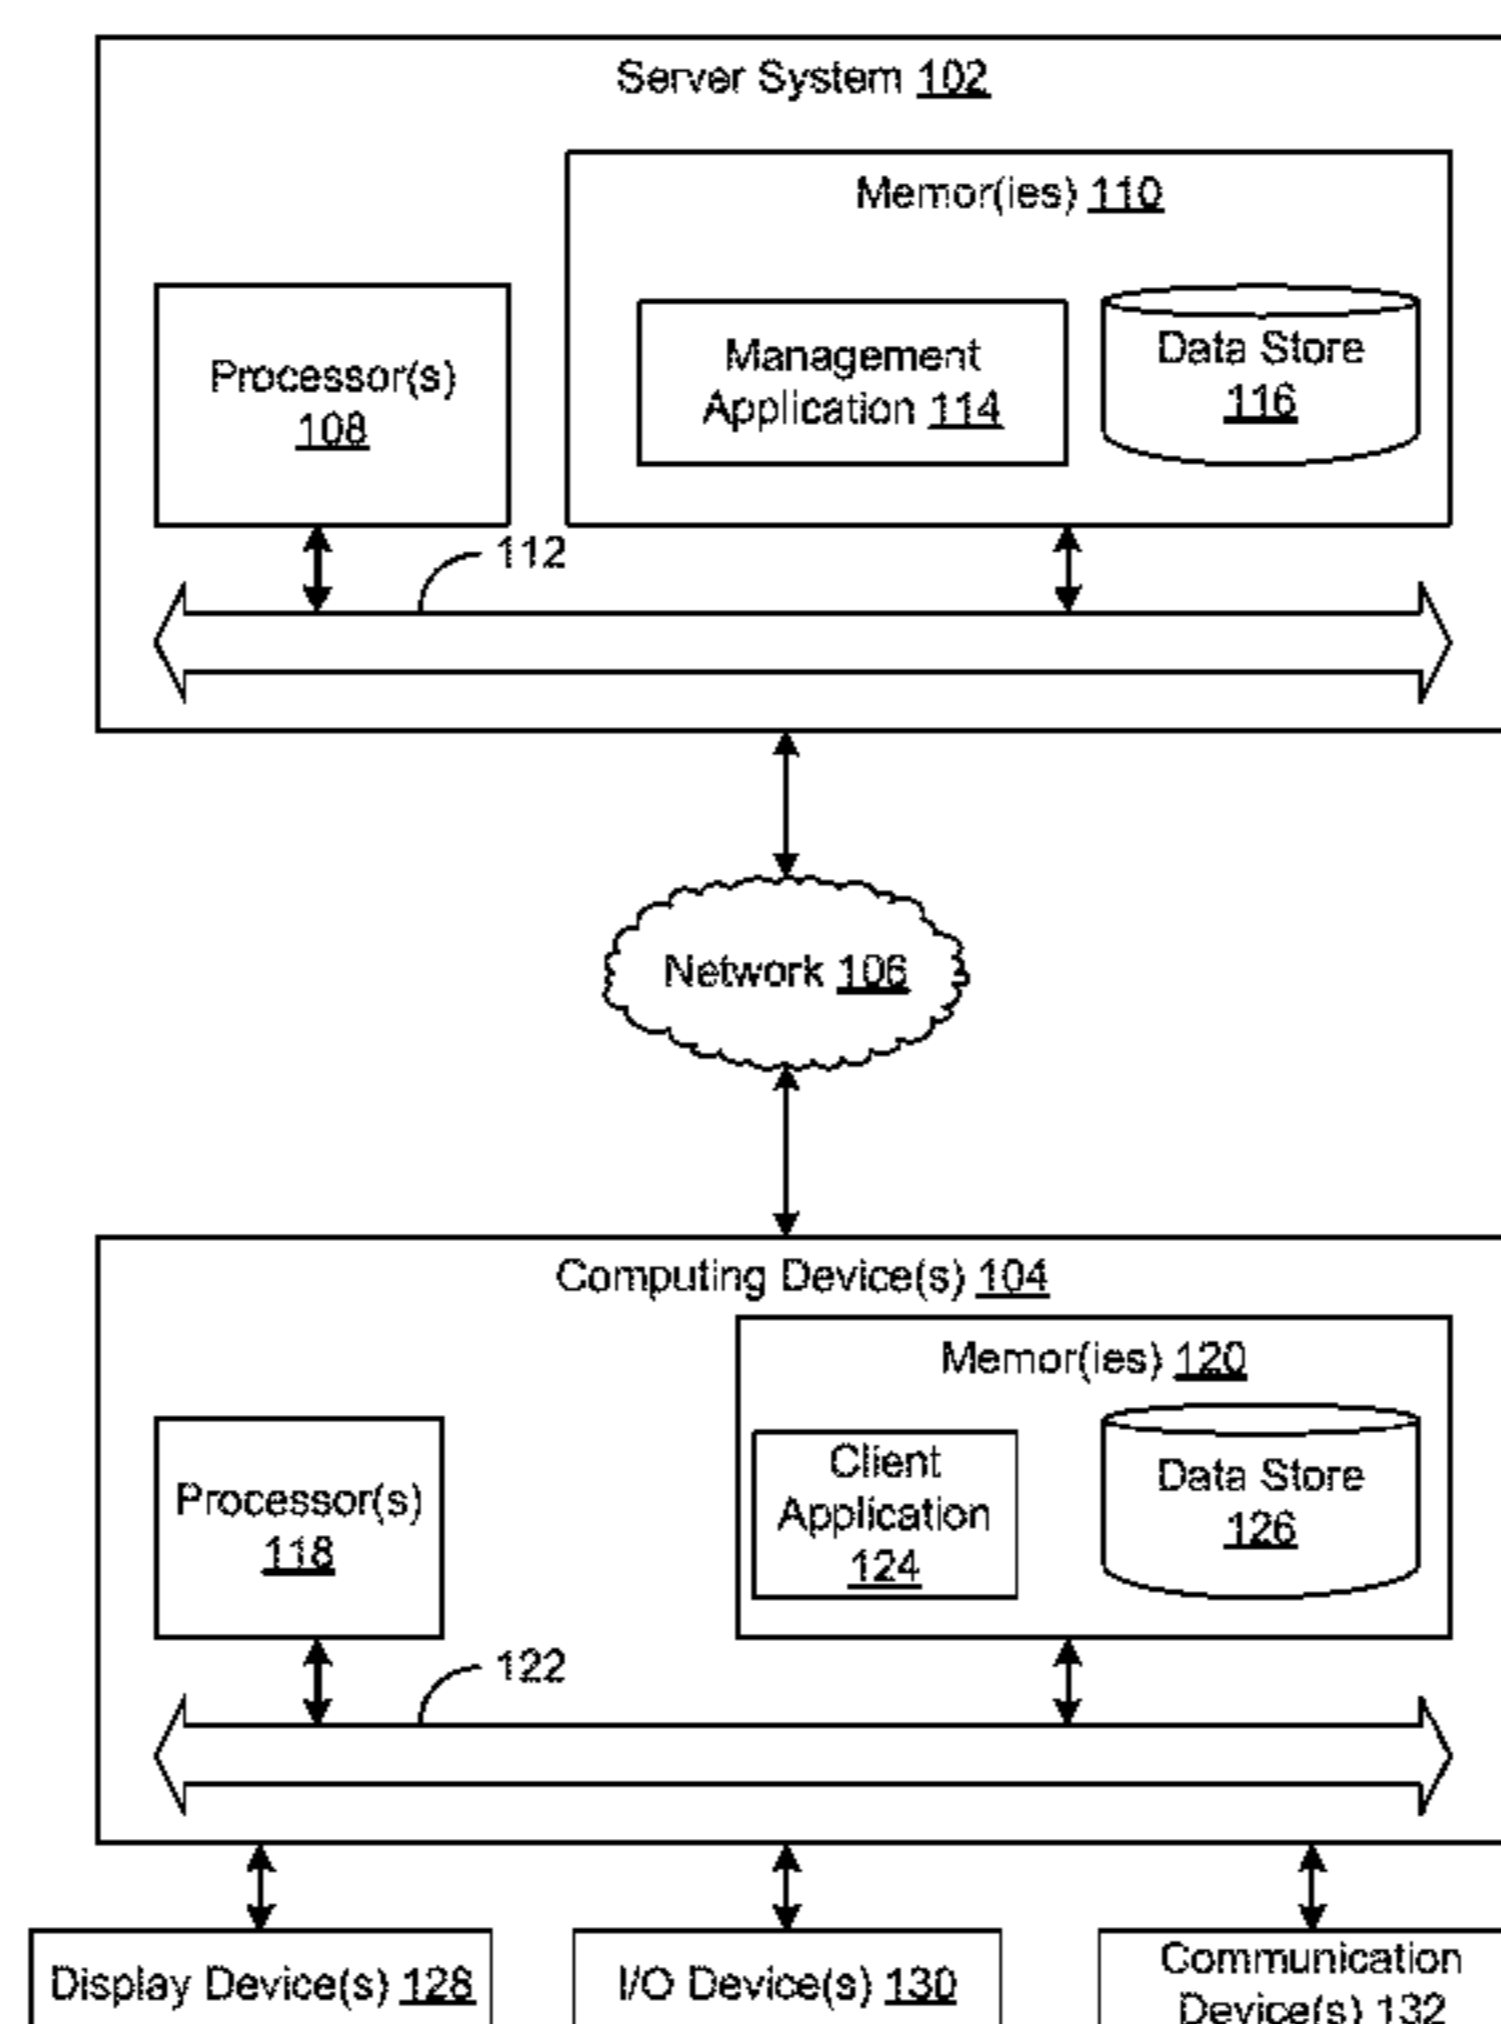 Server System 102
Memor(ies) 110
Processor(s)
108
Management
Application 114
Data Store
116
112
Network 106
Computing Device(s) 104
Memor(ies) 120
Processor(s)
118
Client
Application
124
Data Store
126
122
Display Device(s) 128
I/O Device(s) 130
Communication
Device(s) 132